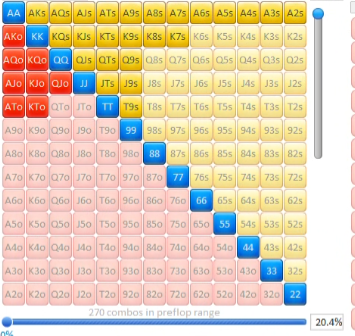 AA AKs AQs AJs ATs A9s A8s A7s A6s A5s A4s A3s A2s
AKo KK KQs KJs KTs K9s K8s K7s K6s K5s K4s K3s K2s
AQo KQo QQ QJs QTs Q9s Q8s Q7s Q6s Q5s Q4s Q3s Q2s
AJo KJo QJo JJ JTs J9s J8s J7s J6s J5s J4s J3s J2s
ATo KTo QTo JTo TT T9s T8s T7s T6s T5s T4s T3s T2s
A9o K9o Q9o J9o T9o 99 98s 97s 96s 95s 94s 93s 92s
A8o K8o Q8o J8o T8o 98o 88 87s 86s 85s 84s 83s 82s
A7o K7o Q7o J7o T7o 97o 87o 77 76s 75s 74s 73s 72s
A6o K6o Q6o J6o T6o 96o 86o 76o 66 65s 64s 63s 62s
A5o K5o Q5o J5o T5o 95o 85o 75o 65o 55 54s 53s 52s
A4o K4o Q4o J4o T4o 94o 84o 74o 64o 54o 44 43s 42s
A3o K3o Q3o J3o T3o 93o 83o 73o 63o 53o 43o 33 32s
A2o K2o Q2o J2o T2o 92o 82o 72o 62o 52o 42o 32o 22
270 combos in preflop range
20.4%
0%